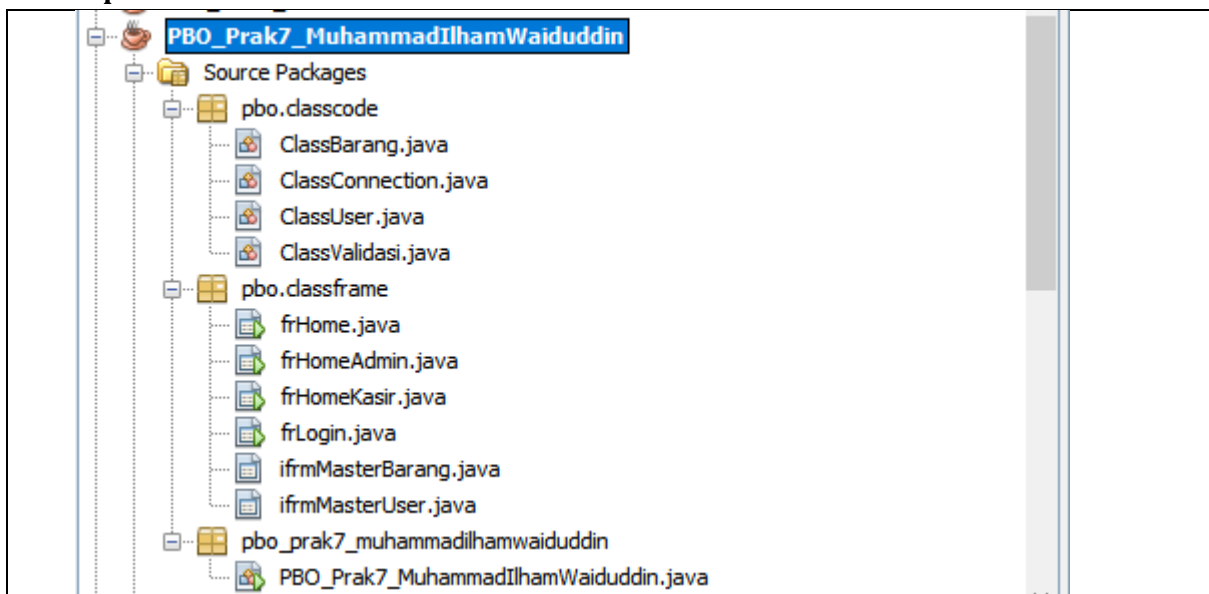 PBO_Prak7_MuhammadIlhamWaiduddin
Source Packages
pbo.classcode
ClassBarang.java
ClassConnection.java
ClassUser.java
ClassValidasi.java
pbo.classframe
frHome.java
frHomeAdmin.java
frHomeKasir.java
frLogin.java
ifrmMasterBarang.java
ifrmMasterUser.java
pbo_prak7_muhammadilhamwaiduddin
PBO_Prak7_MuhammadIlhamWaiduddin.java